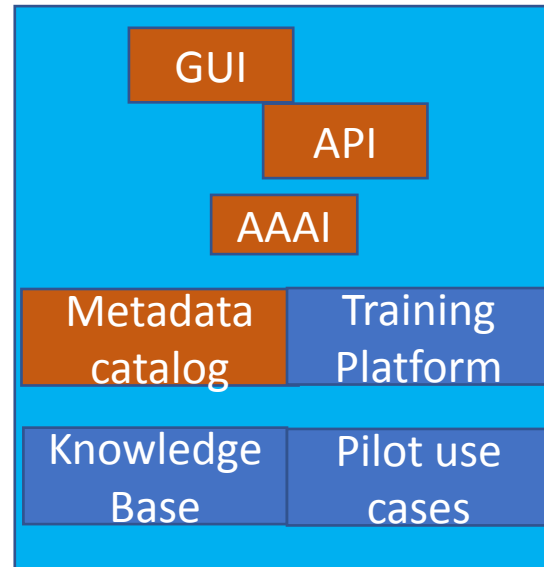 GUI
API
AAAI
Metadata
catalog
Training
Platform
Knowledge
Base
Pilot use
cases